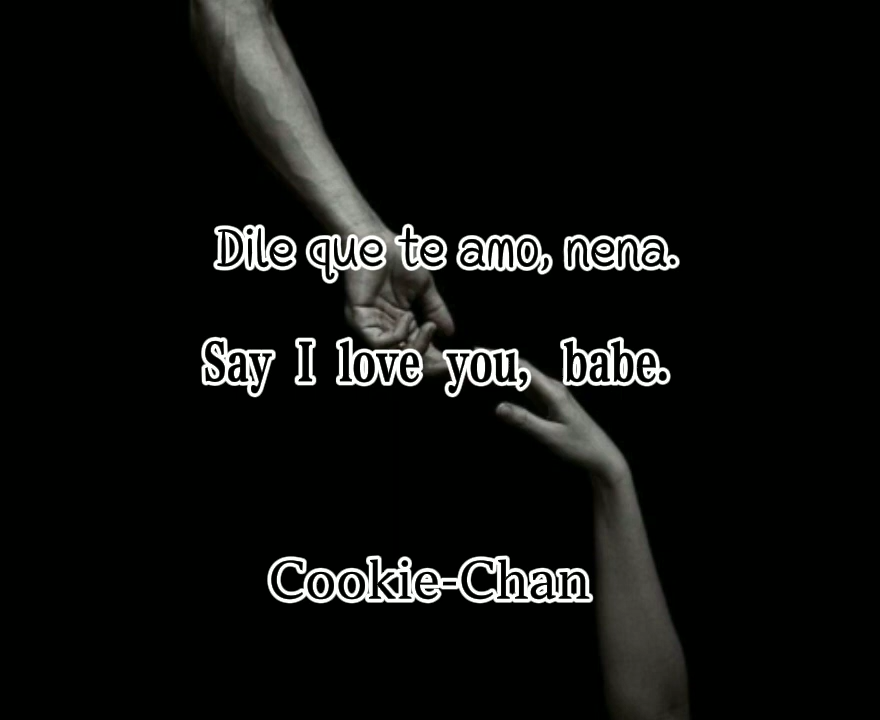 Dile que te amo, nena.
Say I love you, babe.
Cookie-Chan